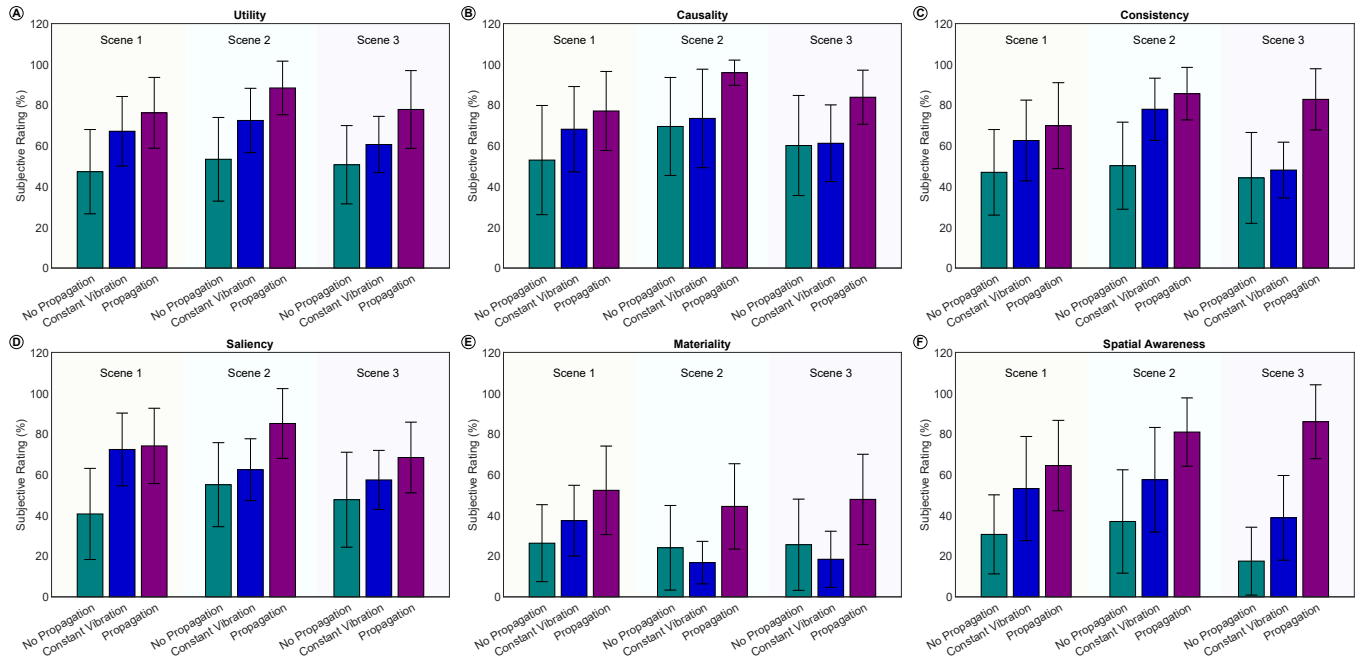 A Utility
120
100
80
60
40
20
0
Subjective Rating (%)
Scene 1 Scene 2 Scene 3
No Propagation
Constant Vibration
Propagation
No Propagation
Constant Vibration
Propagation
No Propagation
Constant Vibration
Propagation
B Causality
120
100
80
60
40
20
0
Subjective Rating (%)
Scene 1 Scene 2 Scene 3
No Propagation
Constant Vibration
Propagation
No Propagation
Constant Vibration
Propagation
No Propagation
Constant Vibration
Propagation
C Consistency
120
100
80
60
40
20
0
Subjective Rating (%)
Scene 1 Scene 2 Scene 3
No Propagation
Constant Vibration
Propagation
No Propagation
Constant Vibration
Propagation
No Propagation
Constant Vibration
Propagation
D Saliency
120
100
80
60
40
20
0
Subjective Rating (%)
Scene 1 Scene 2 Scene 3
No Propagation
Constant Vibration
Propagation
No Propagation
Constant Vibration
Propagation
No Propagation
Constant Vibration
Propagation
E Materiality
120
100
80
60
40
20
0
Subjective Rating (%)
Scene 1 Scene 2 Scene 3
No Propagation
Constant Vibration
Propagation
No Propagation
Constant Vibration
Propagation
No Propagation
Constant Vibration
Propagation
F Spatial Awareness
120
100
80
60
40
20
0
Subjective Rating (%)
Scene 1 Scene 2 Scene 3
No Propagation
Constant Vibration
Propagation
No Propagation
Constant Vibration
Propagation
No Propagation
Constant Vibration
Propagation